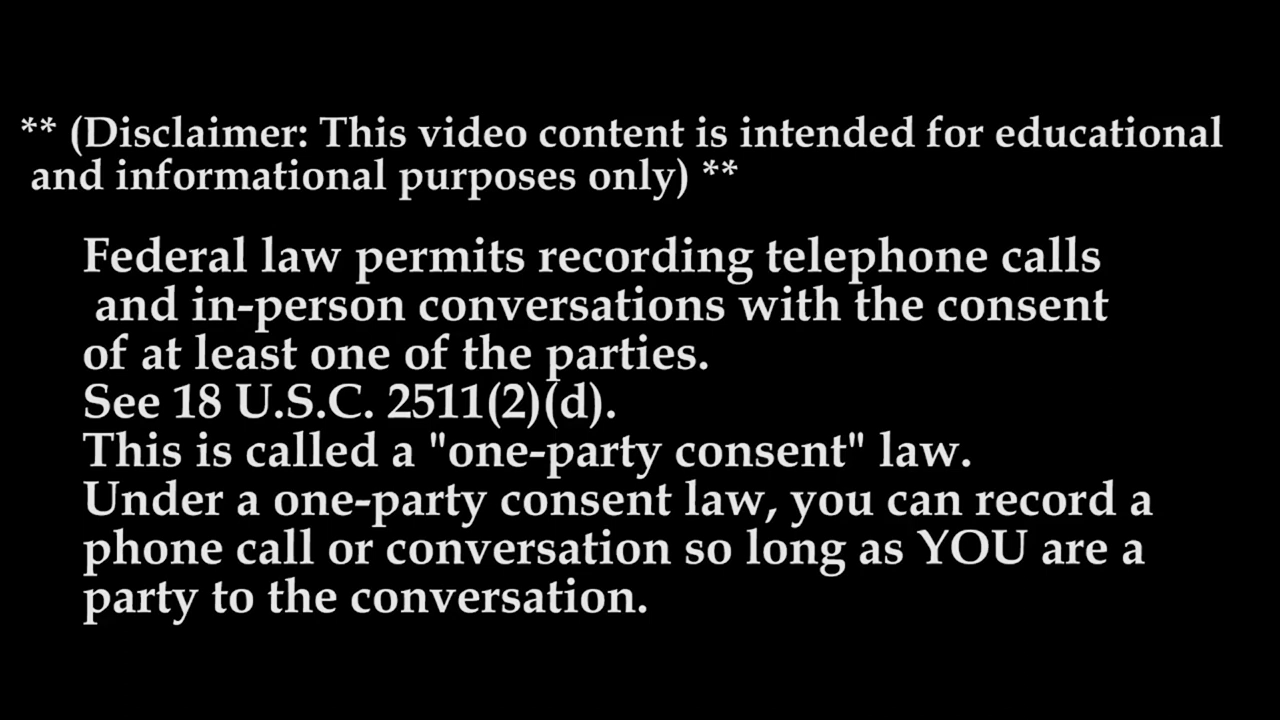 ** (Disclaimer: This video content is intended for educational
and informational purposes only) **
Federal law permits recording telephone calls
and in-person conversations with the consent
of at least one of the parties.
See 18 U.S.C. 2511(2)(d).
This is called a "one-party consent" law.
Under a one-party consent law, you can record a
phone call or conversation so long as YOU are a
party to the conversation.